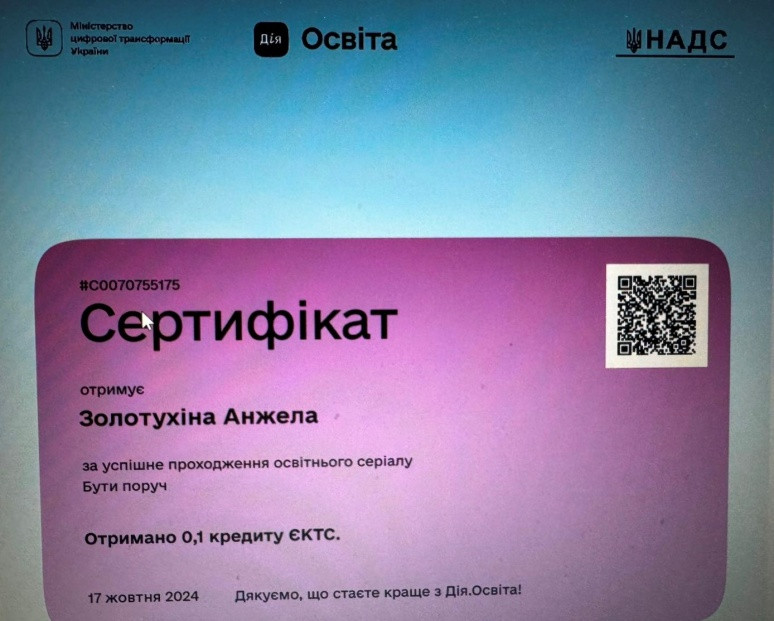 Міністерство
цифрової трансформації
України
Дія Освіта
НАДС
#C0070755175
Сертифікат
отримує
Золотухіна Анжела
за успішне проходження освітнього серіалу
Бути поруч
Отримано 0,1 кредиту ЄКТС.
17 жовтня 2024 Дякуємо, що стаєте краще з Дія.Освіта!